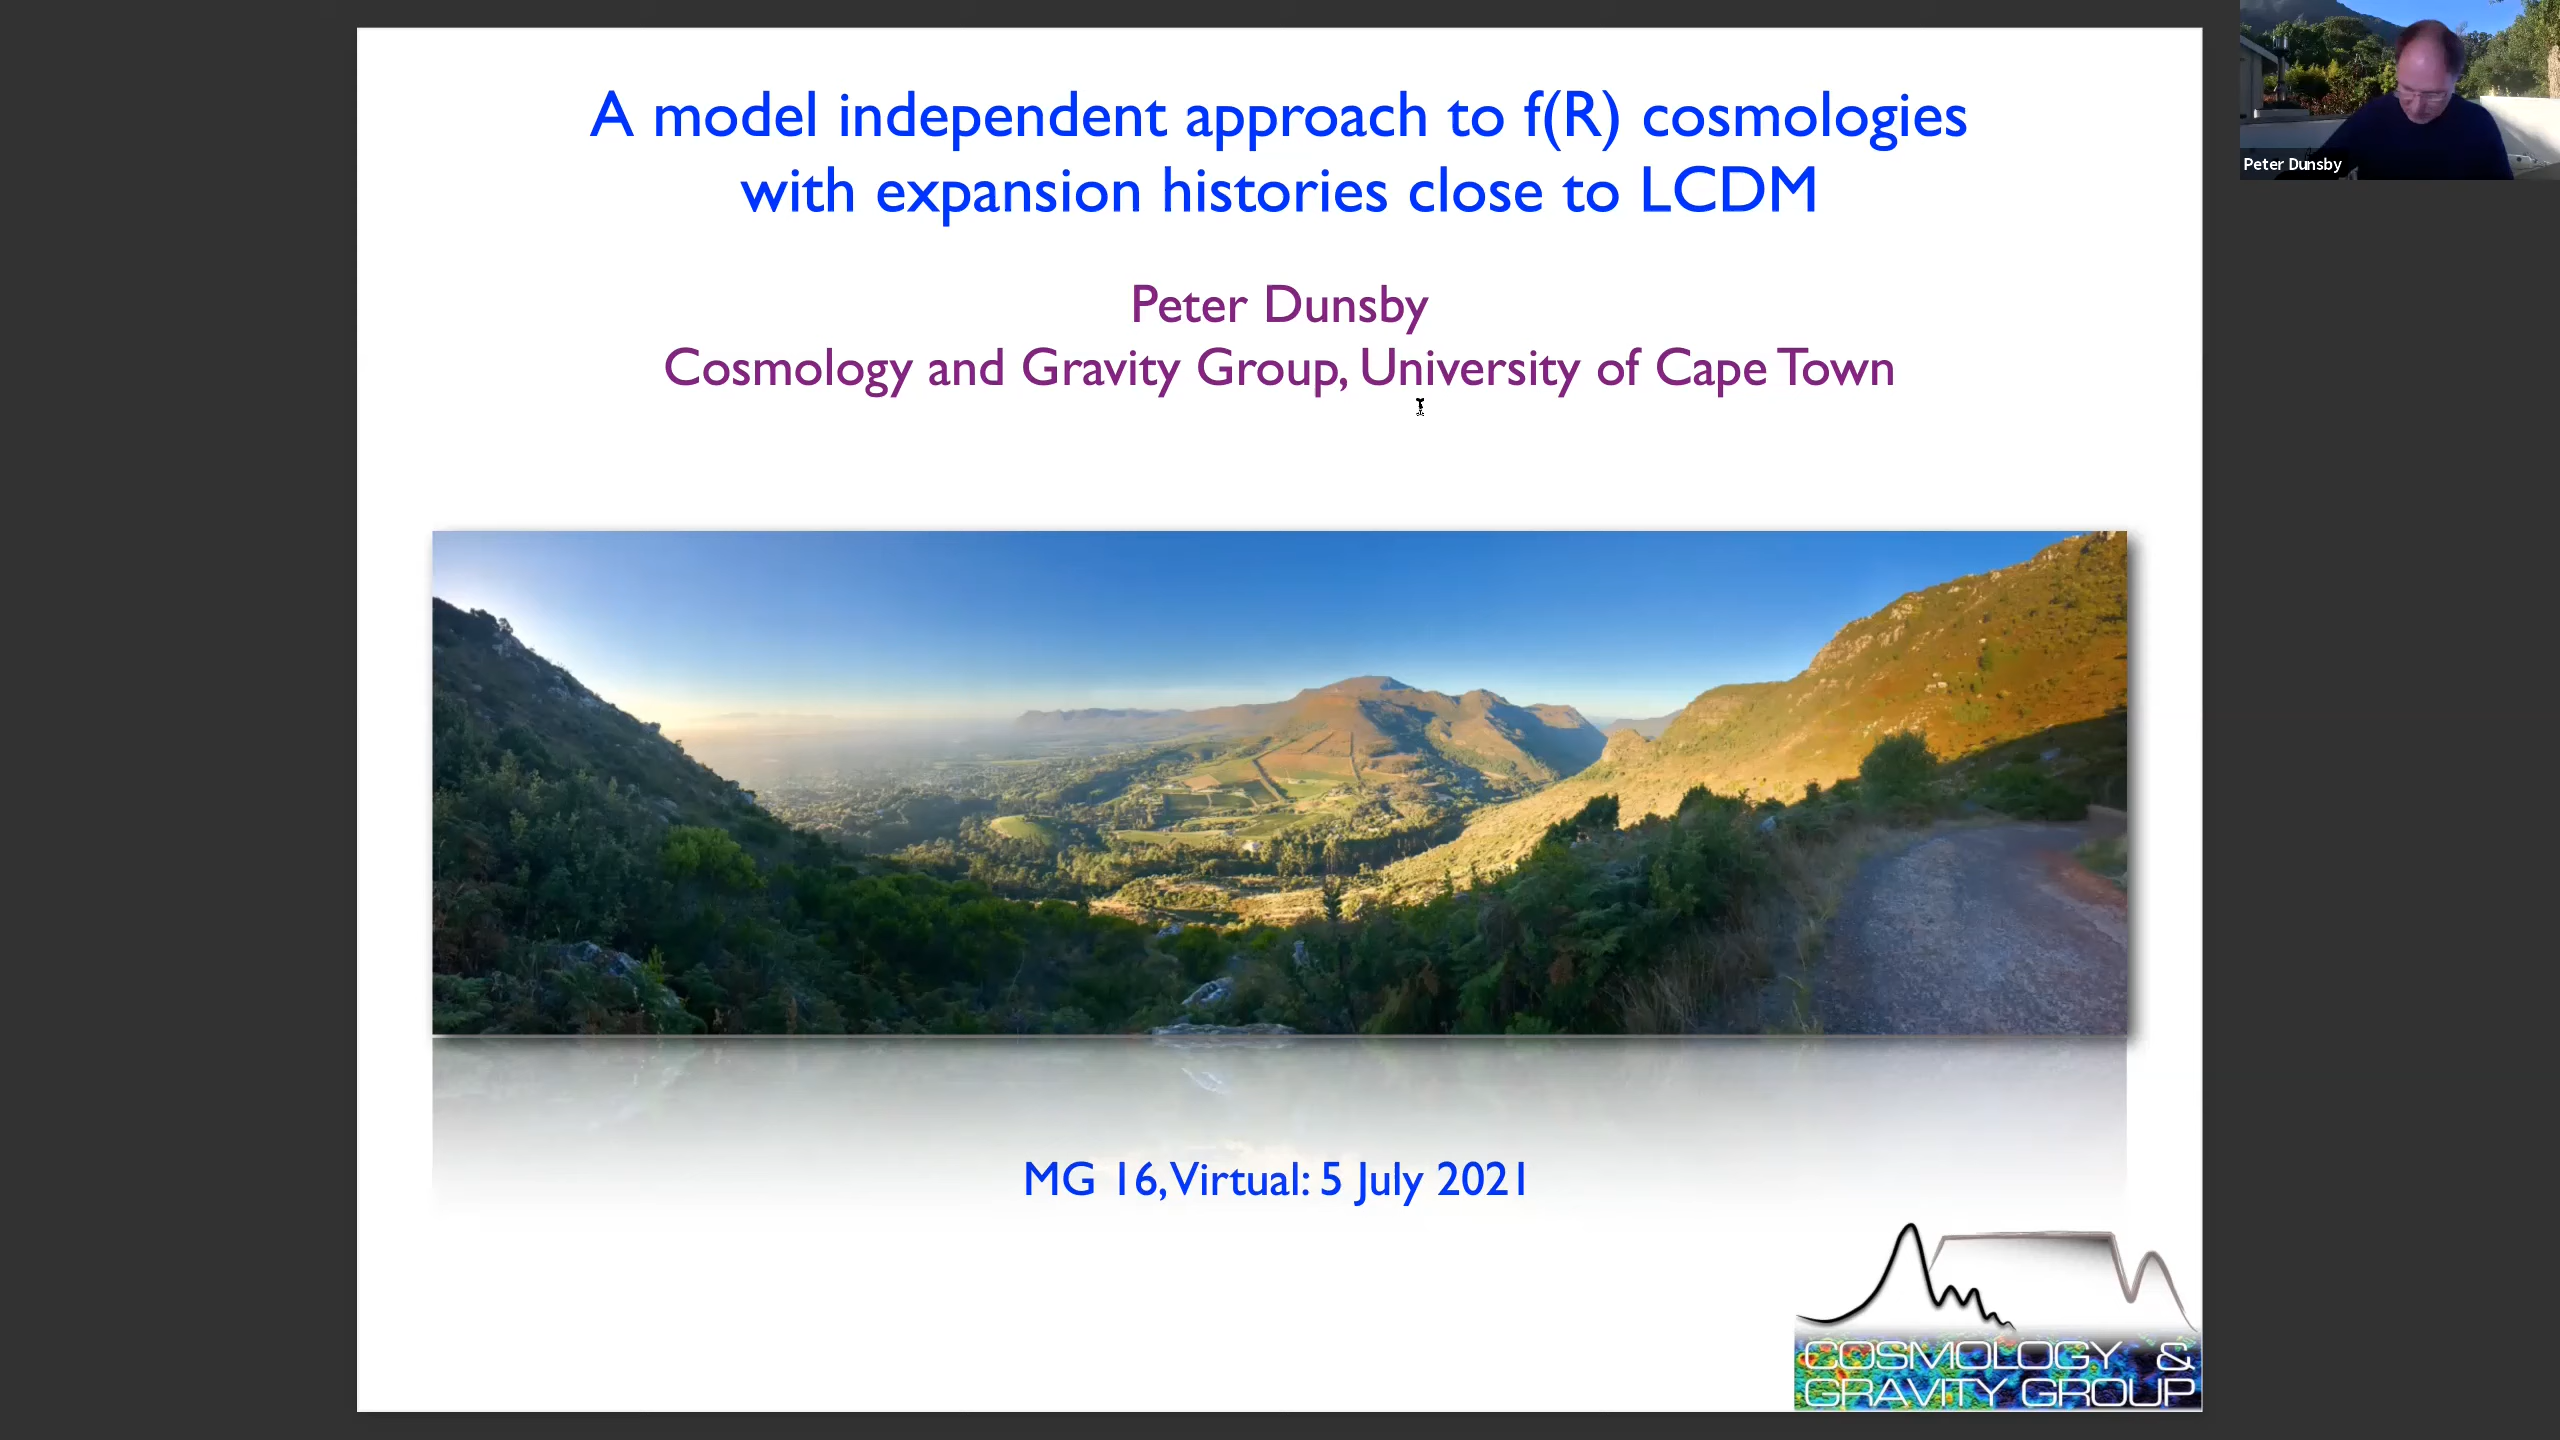 A model independent approach to f(R) cosmologies
with expansion histories close to LCDM
Peter Dunsby
Peter Dunsby
Cosmology and Gravity Group, University of Cape Town
MG 16, Virtual: 5 July 2021
COSMOLOGY &
GRAVITY GROUP